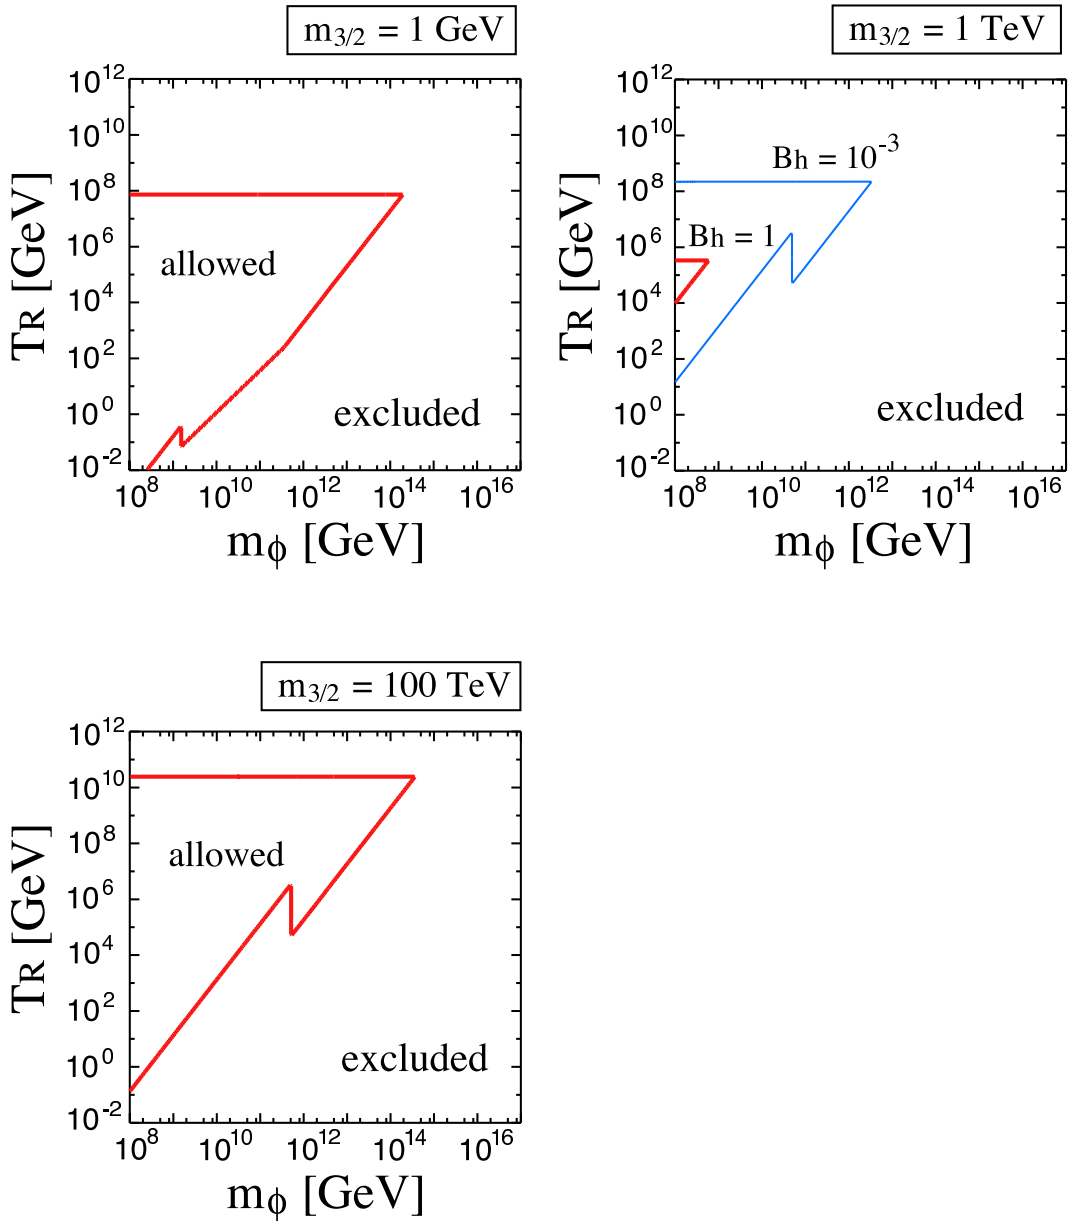 m3/2 = 1 GeV
10^12
10^10
10^8
10^6
10^4
10^2
10^0
10^-2
TR [GeV]
allowed
excluded
10^8 10^10 10^12 10^14 10^16
mϕ [GeV]
m3/2 = 1 TeV
10^12
10^10
10^8
10^6
10^4
10^2
10^0
10^-2
TR [GeV]
Bh = 10^-3
Bh = 1
excluded
10^8 10^10 10^12 10^14 10^16
mϕ [GeV]
m3/2 = 100 TeV
10^12
10^10
10^8
10^6
10^4
10^2
10^0
10^-2
TR [GeV]
allowed
excluded
10^8 10^10 10^12 10^14 10^16
mϕ [GeV]